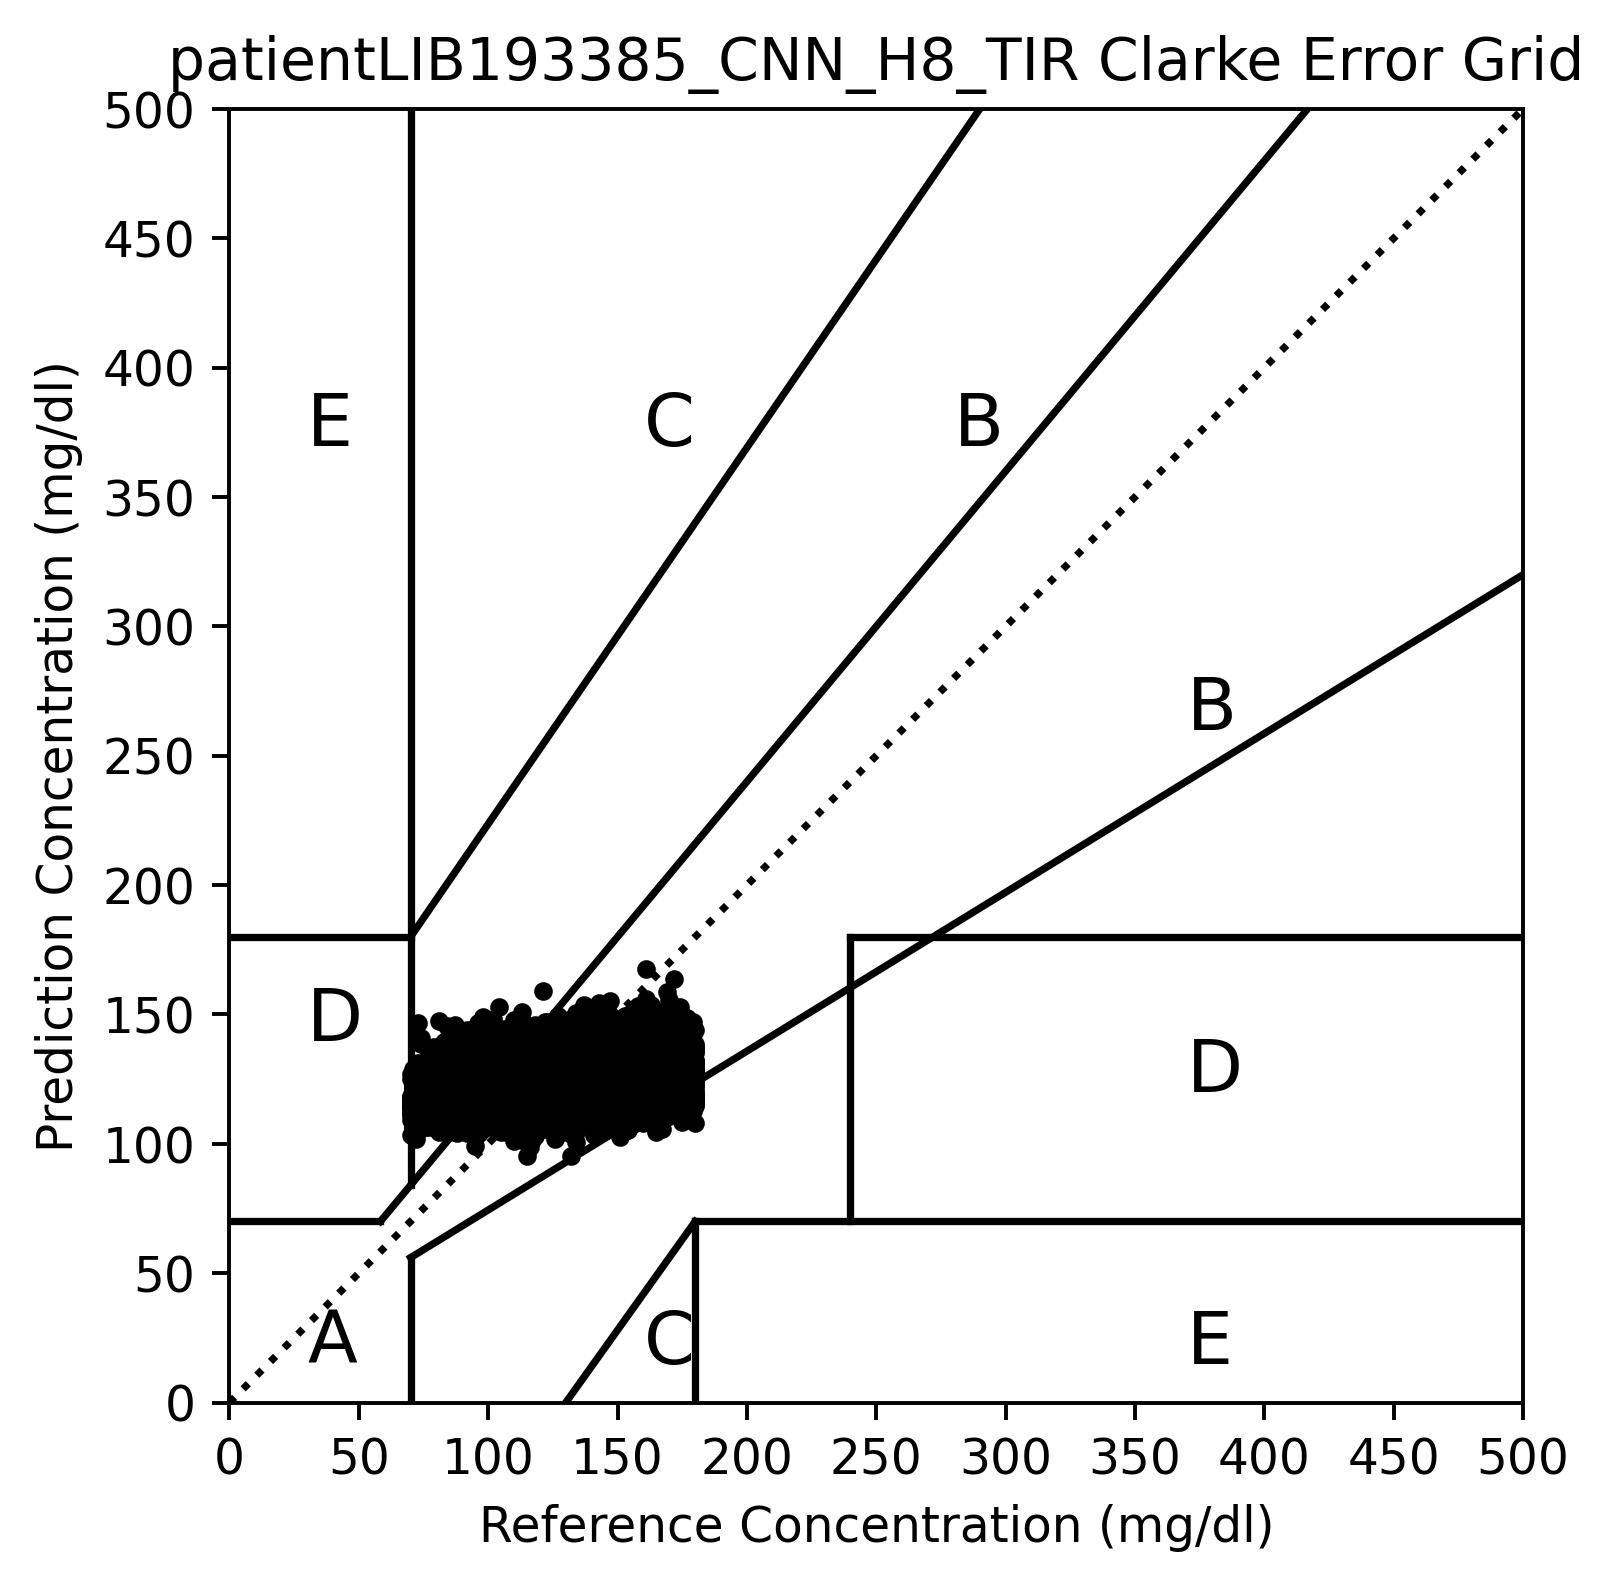 patientLIB193385_CNN_H8_TIR Clarke Error Grid
Prediction Concentration (mg/dl)
500
450
400
350
300
250
200
150
100
50
0
E
C
B
B
D
D
A
C
E
0 50 100 150 200 250 300 350 400 450 500
Reference Concentration (mg/dl)